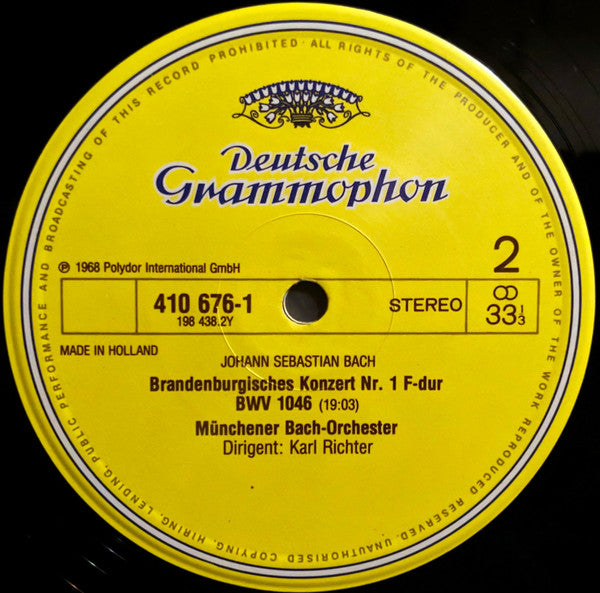 ALL RIGHTS OF THE PRODUCER AND OF THE OWNER OF THE WORK REPRODUCED RESERVED. UNAUTHORISED COPYING, HIRING, LENDING, PUBLIC PERFORMANCE AND BROADCASTING OF THIS RECORD PROHIBITED ·
Deutsche
Grammophon
℗ 1968 Polydor International GmbH
2
410 676-1
198 438.2Y
STEREO
33 1/3
MADE IN HOLLAND
JOHANN SEBASTIAN BACH
Brandenburgisches Konzert Nr. 1 F-dur
BWV 1046 (19:03)
Münchener Bach-Orchester
Dirigent: Karl Richter